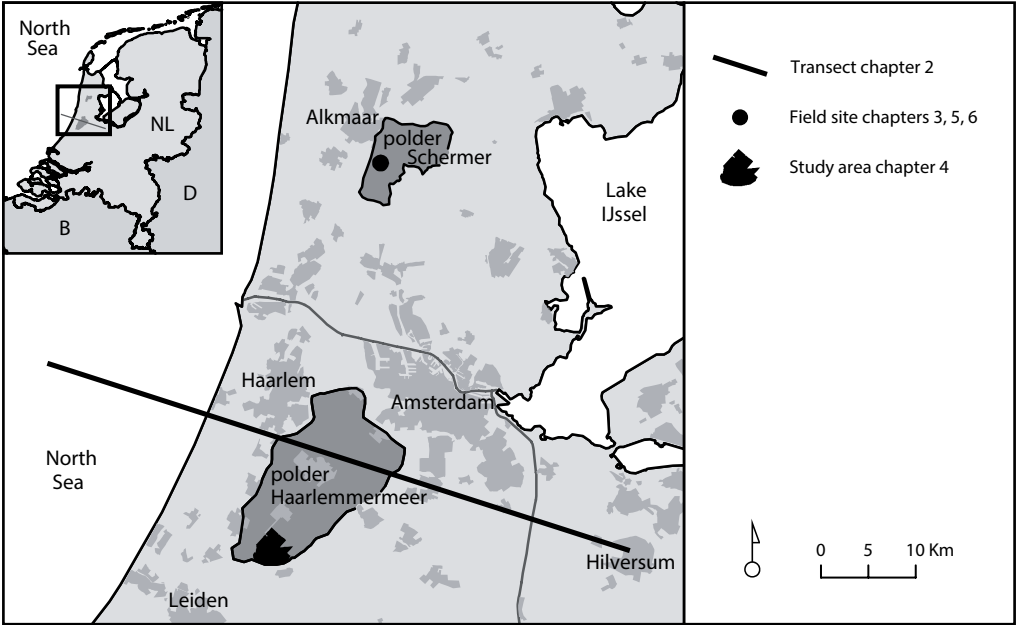 North
Sea
NL
D
B
Alkmaar
polder
Schermer
Lake
IJssel
Haarlem
Amsterdam
North
Sea
polder
Haarlemmermeer
Hilversum
Leiden
Transect chapter 2
Field site chapters 3, 5, 6
Study area chapter 4
0 5 10 Km